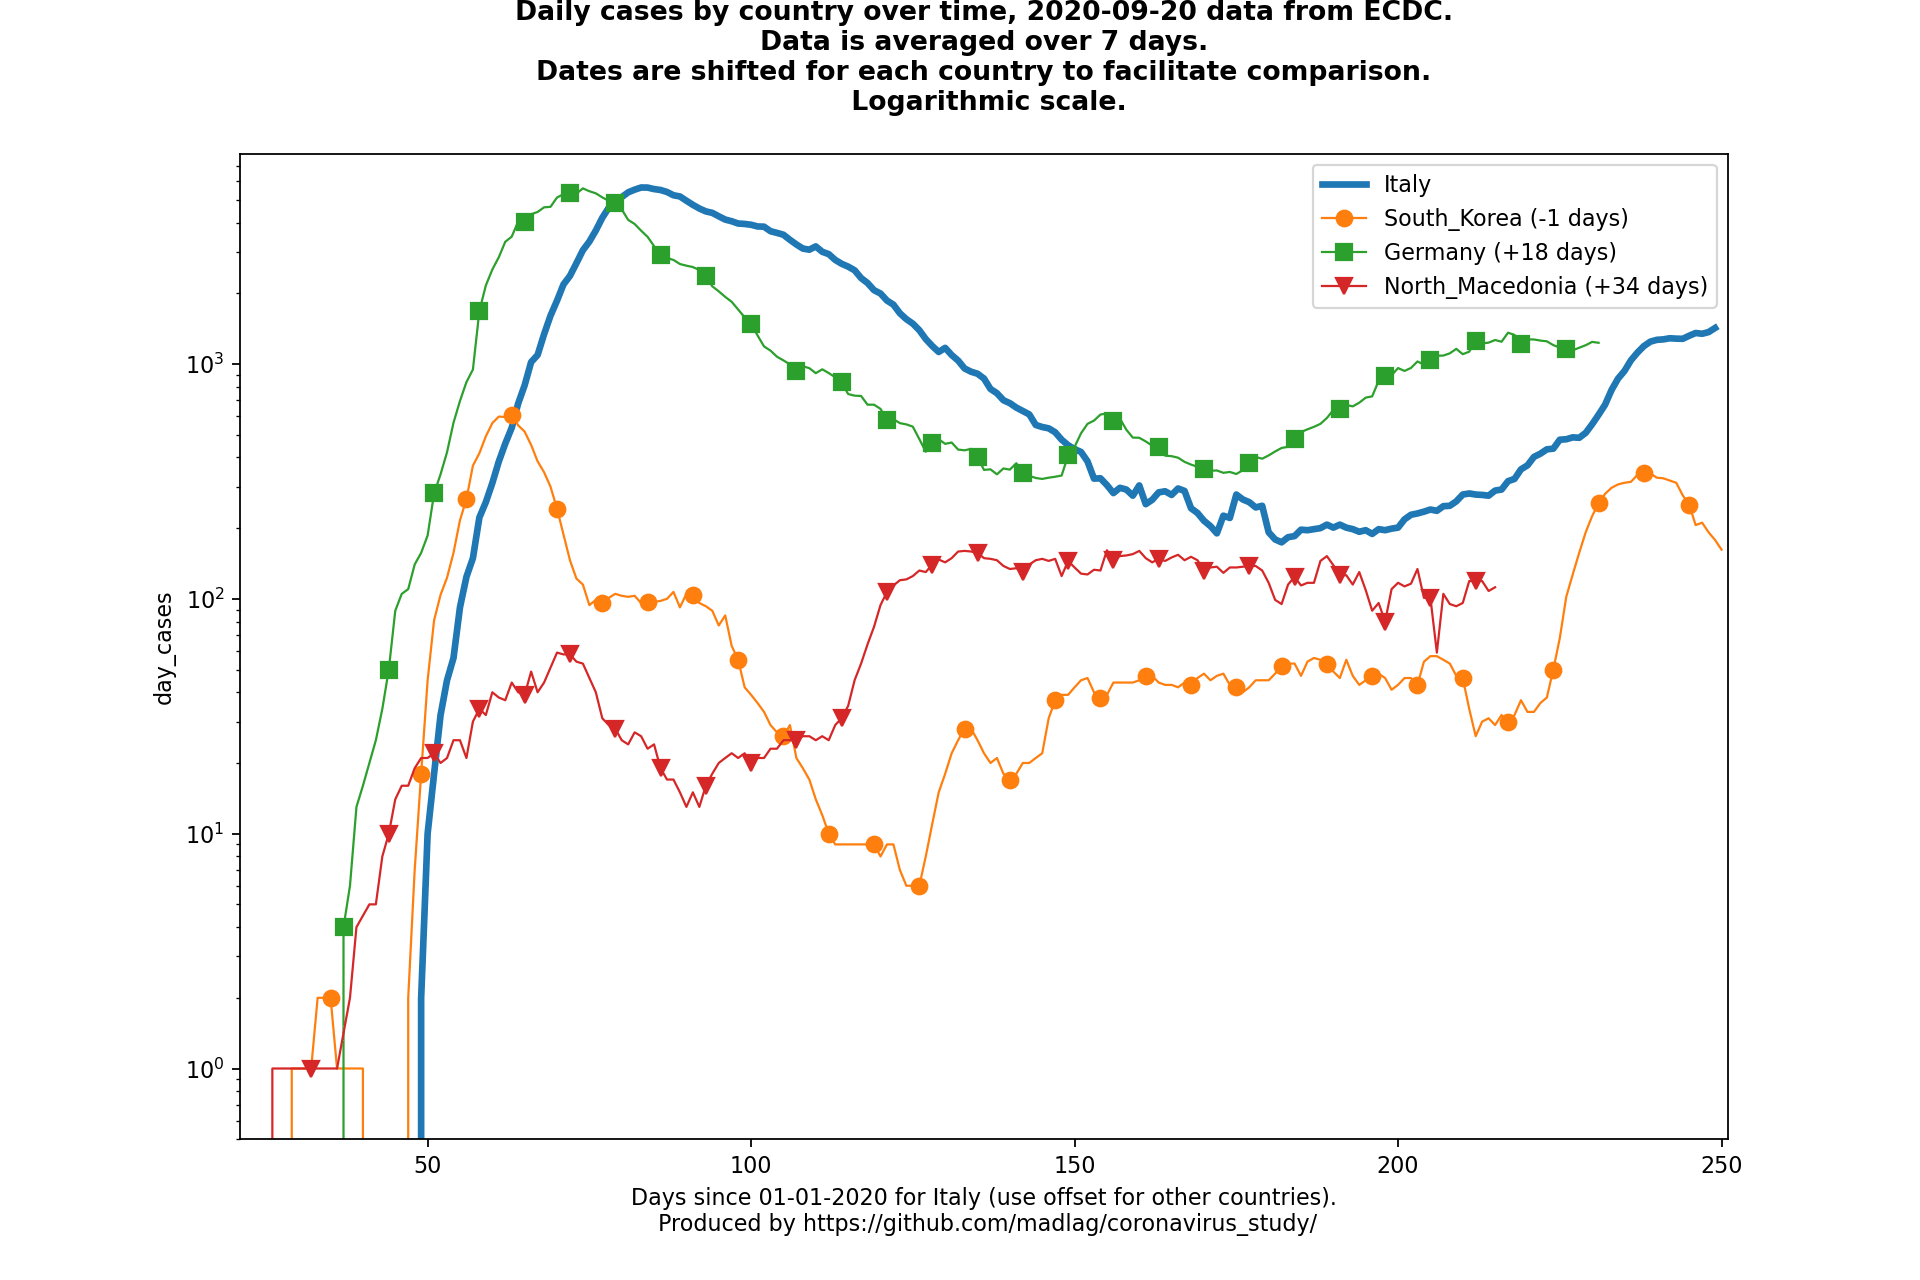 Daily cases by country over time, 2020-09-20 data from ECDC.
Data is averaged over 7 days.
Dates are shifted for each country to facilitate comparison.
Logarithmic scale.
Italy
South_Korea (-1 days)
Germany (+18 days)
North_Macedonia (+34 days)
day_cases
10³
10²
10¹
10⁰
50
100
150
200
250
Days since 01-01-2020 for Italy (use offset for other countries).
Produced by https://github.com/madlag/coronavirus_study/